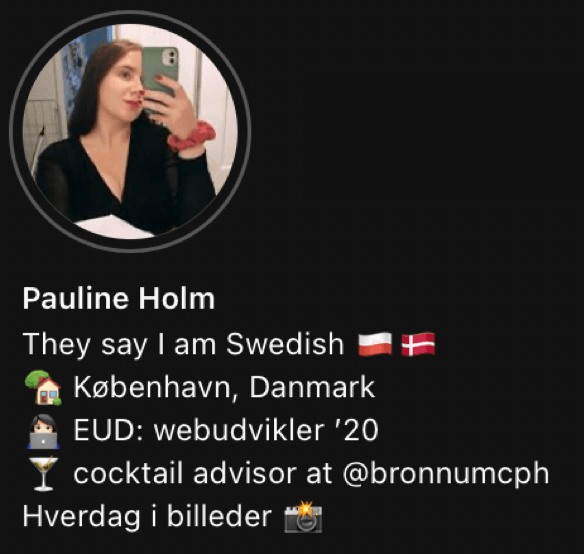 Pauline Holm
They say I am Swedish 🇵🇱🇩🇰
🏡 København, Danmark
👩🏻‍💻 EUD: webudvikler ’20
🍸 cocktail advisor at @bronnumcph
Hverdag i billeder 📸